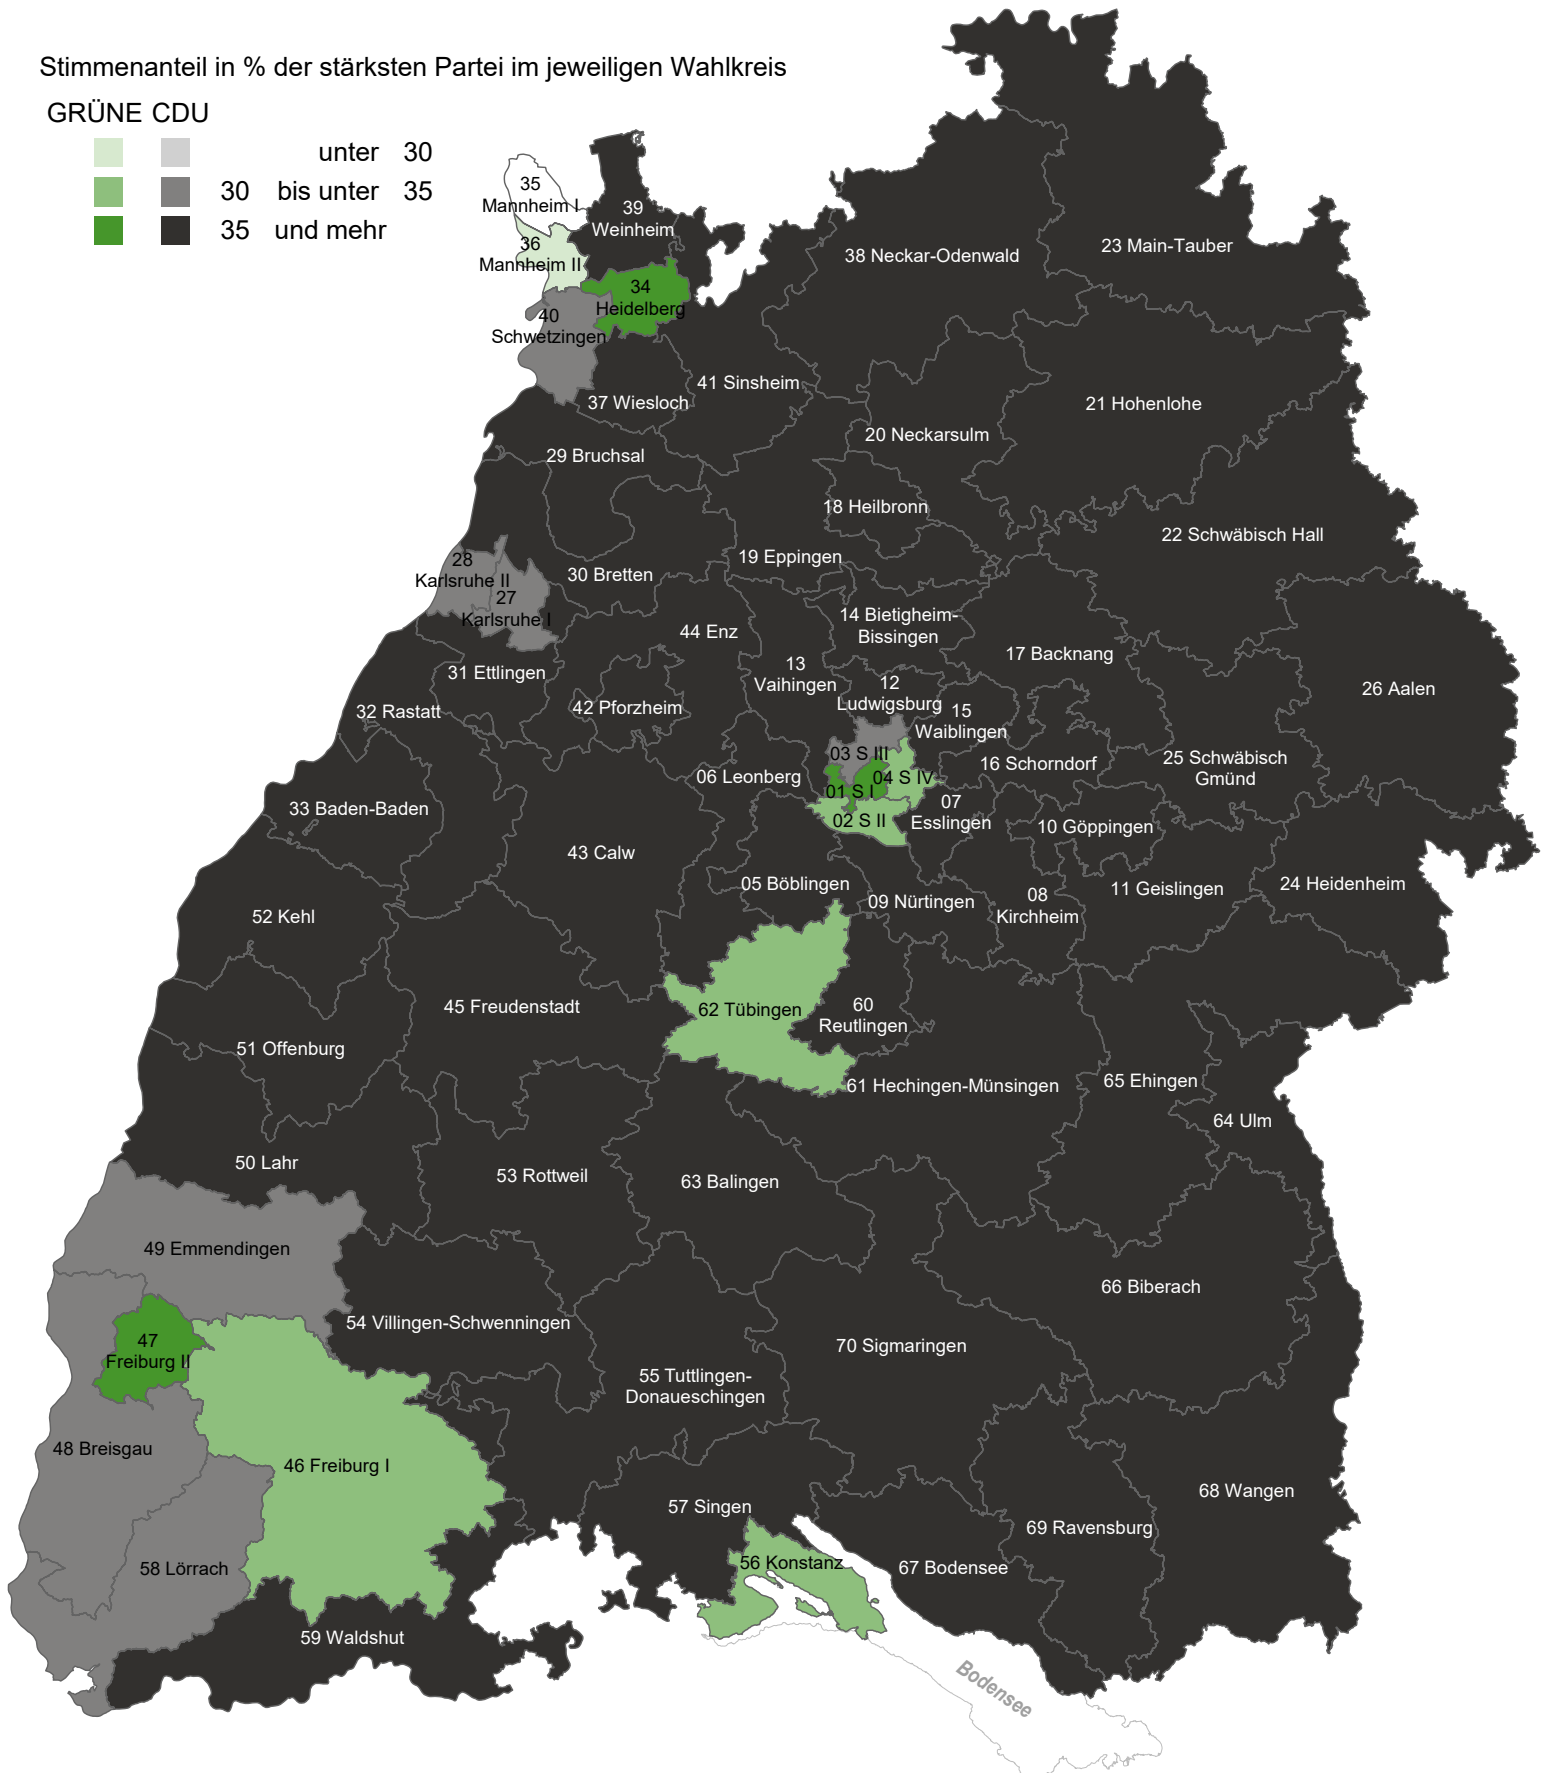 Stimmenanteil in % der stärksten Partei im jeweiligen Wahlkreis
GRÜNE CDU
unter 30
30 bis unter 35
35 und mehr
35
Mannheim I
39
Weinheim
36
Mannheim II
38 Neckar-Odenwald
23 Main-Tauber
34
Heidelberg
40
Schwetzingen
41 Sinsheim
37 Wiesloch
21 Hohenlohe
20 Neckarsulm
29 Bruchsal
18 Heilbronn
22 Schwäbisch Hall
19 Eppingen
28
Karlsruhe II
30 Bretten
27
Karlsruhe I
14 Bietigheim-
Bissingen
44 Enz
17 Backnang
13
Vaihingen
31 Ettlingen
12
Ludwigsburg
26 Aalen
42 Pforzheim
32 Rastatt
15
Waiblingen
03 S III
16 Schorndorf
25 Schwäbisch
Gmünd
06 Leonberg
04 S IV
01 S I
33 Baden-Baden
07
Esslingen
02 S II
10 Göppingen
43 Calw
05 Böblingen
24 Heidenheim
11 Geislingen
09 Nürtingen
08
Kirchheim
52 Kehl
45 Freudenstadt
62 Tübingen
60
Reutlingen
51 Offenburg
61 Hechingen-Münsingen
65 Ehingen
64 Ulm
50 Lahr
53 Rottweil
63 Balingen
49 Emmendingen
66 Biberach
54 Villingen-Schwenningen
47
Freiburg II
70 Sigmaringen
55 Tuttlingen-
Donaueschingen
48 Breisgau
46 Freiburg I
68 Wangen
57 Singen
69 Ravensburg
58 Lörrach
56 Konstanz
67 Bodensee
59 Waldshut
Bodensee